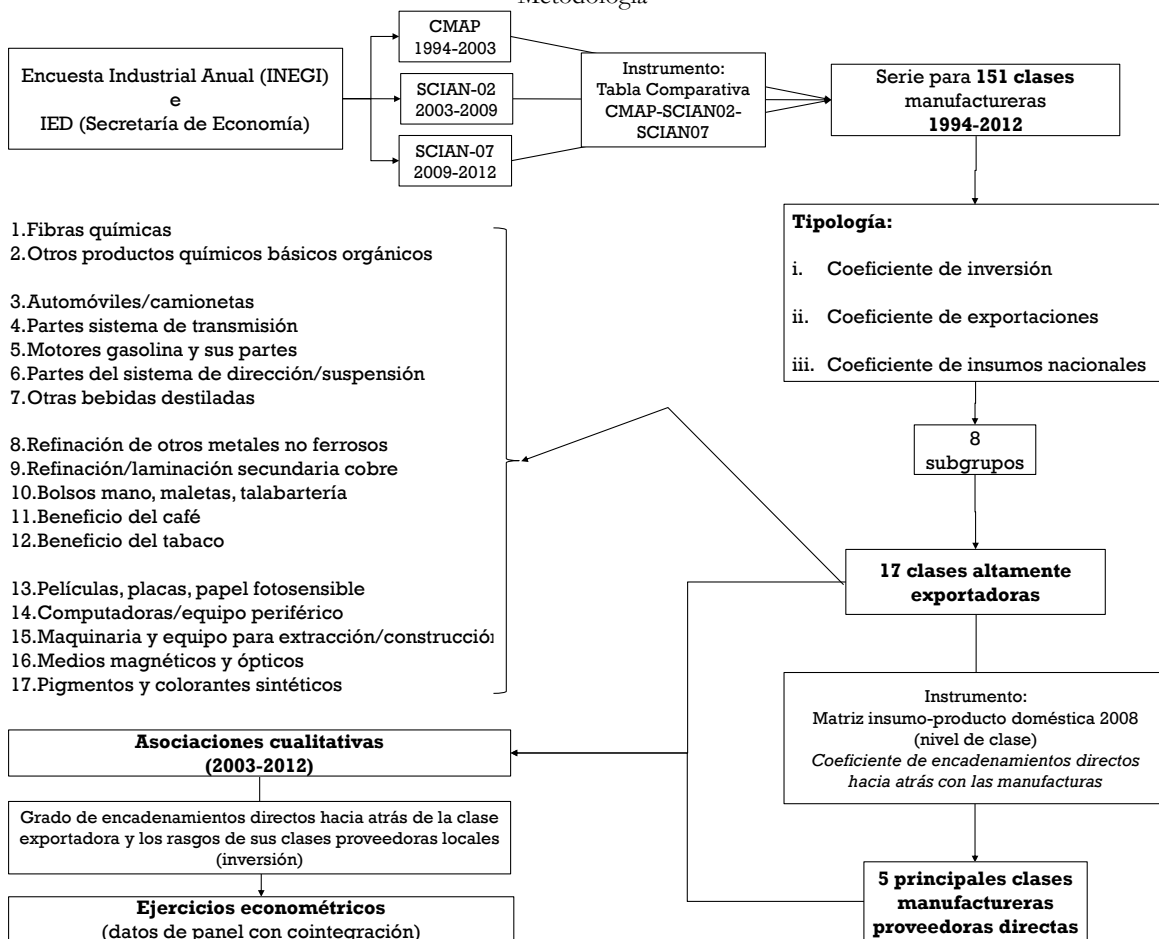 Metodología
Encuesta Industrial Anual (INEGI)
e
IED (Secretaría de Economía)
CMAP
1994-2003
SCIAN-02
2003-2009
SCIAN-07
2009-2012
Instrumento:
Tabla Comparativa
CMAP-SCIAN02-
SCIAN07
Serie para 151 clases
manufactureras
1994-2012
Tipología:
i. Coeficiente de inversión
ii. Coeficiente de exportaciones
iii. Coeficiente de insumos nacionales
8
subgrupos
17 clases altamente
exportadoras
1.Fibras químicas
2.Otros productos químicos básicos orgánicos
3.Automóviles/camionetas
4.Partes sistema de transmisión
5.Motores gasolina y sus partes
6.Partes del sistema de dirección/suspensión
7.Otras bebidas destiladas
8.Refinación de otros metales no ferrosos
9.Refinación/laminación secundaria cobre
10.Bolsos mano, maletas, talabartería
11.Beneficio del café
12.Beneficio del tabaco
13.Películas, placas, papel fotosensible
14.Computadoras/equipo periférico
15.Maquinaria y equipo para extracción/construcción
16.Medios magnéticos y ópticos
17.Pigmentos y colorantes sintéticos
Instrumento:
Matriz insumo-producto doméstica 2008
(nivel de clase)
Coeficiente de encadenamientos directos
hacia atrás con las manufacturas
5 principales clases
manufactureras
proveedoras directas
Asociaciones cualitativas
(2003-2012)
Grado de encadenamientos directos hacia atrás de la clase
exportadora y los rasgos de sus clases proveedoras locales
(inversión)
Ejercicios econométricos
(datos de panel con cointegración)